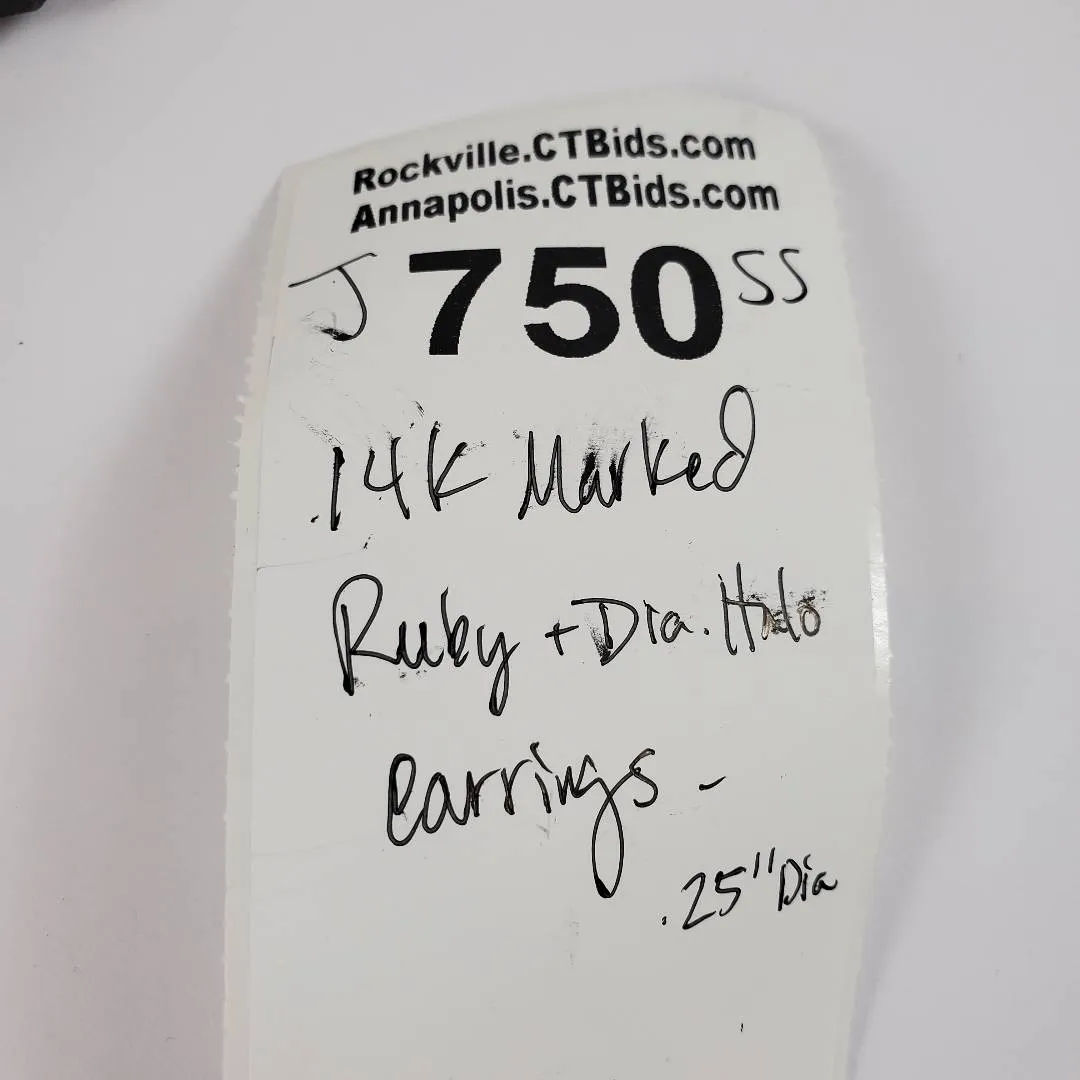 Rockville.CTBids.com
Annapolis.CTBids.com
J 750 SS
.14K Marked
Ruby + Dia. Halo
earrings -
.25" Dia